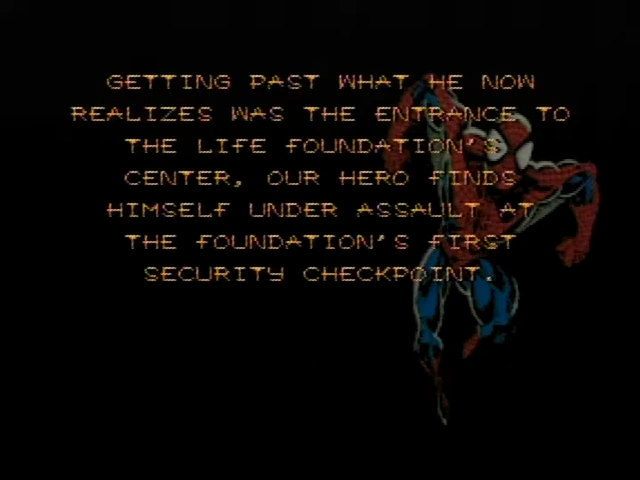 GETTING PAST WHAT HE NOW
REALIZES WAS THE ENTRANCE TO
THE LIFE FOUNDATION'S
CENTER, OUR HERO FINDS
HIMSELF UNDER ASSAULT AT
THE FOUNDATION'S FIRST
SECURITY CHECKPOINT.